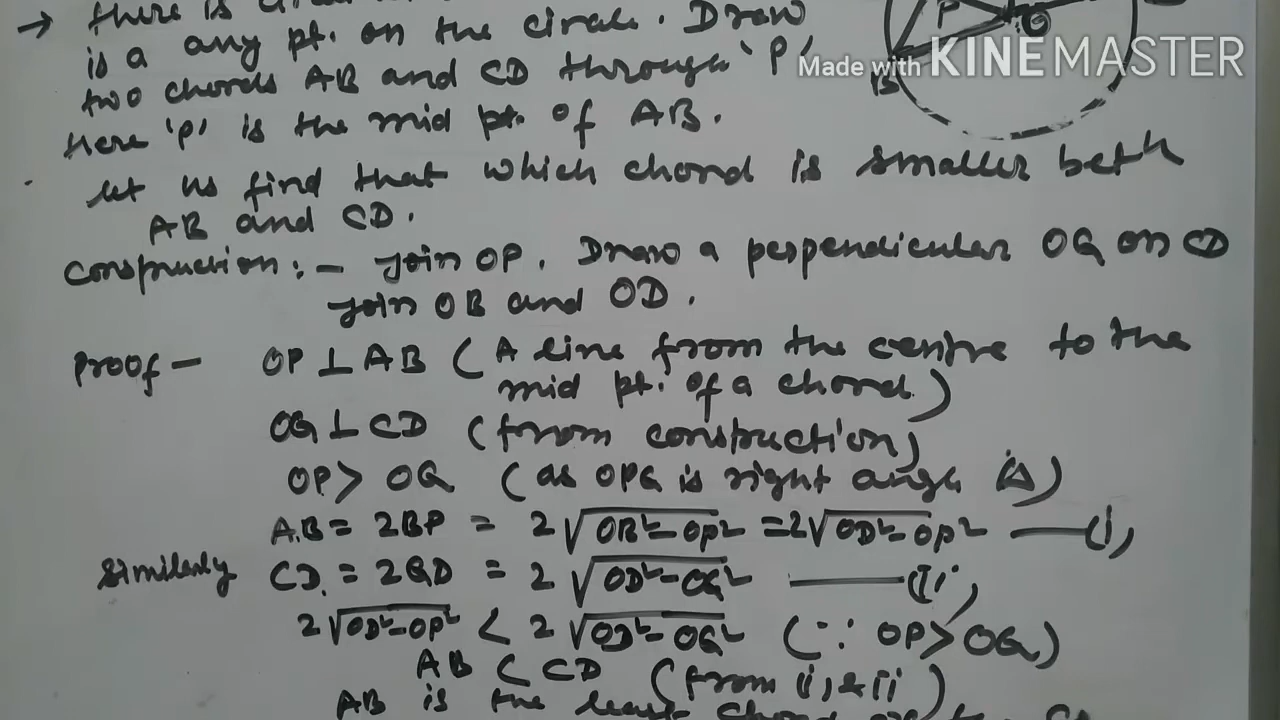 → there is
is a any pt. on the circle. Draw
two chords AB and CD through 'P'
Here 'P' is the mid pt. of AB.
let us find that which chord is smaller betn
AB and CD.
construction:- Join OP. Draw a perpendicular OQ on CD
Join OB and OD.
Proof- OP ⊥ AB (A line from the centre to the
mid pt. of a chord)
OQ ⊥ CD (from construction)
OP > OQ (as OPQ is right angle Δ)
AB = 2BP = 2√OB²-OP² = 2√OD²-OP² —(i)
Similerly CD = 2QD = 2√OD²-OQ² —(ii)
2√OD²-OP² < 2√OD²-OQ² (∵ OP > OQ)
AB < CD (from i, & ii)
AB is the least chord
P
O
B
Made with KINEMASTER